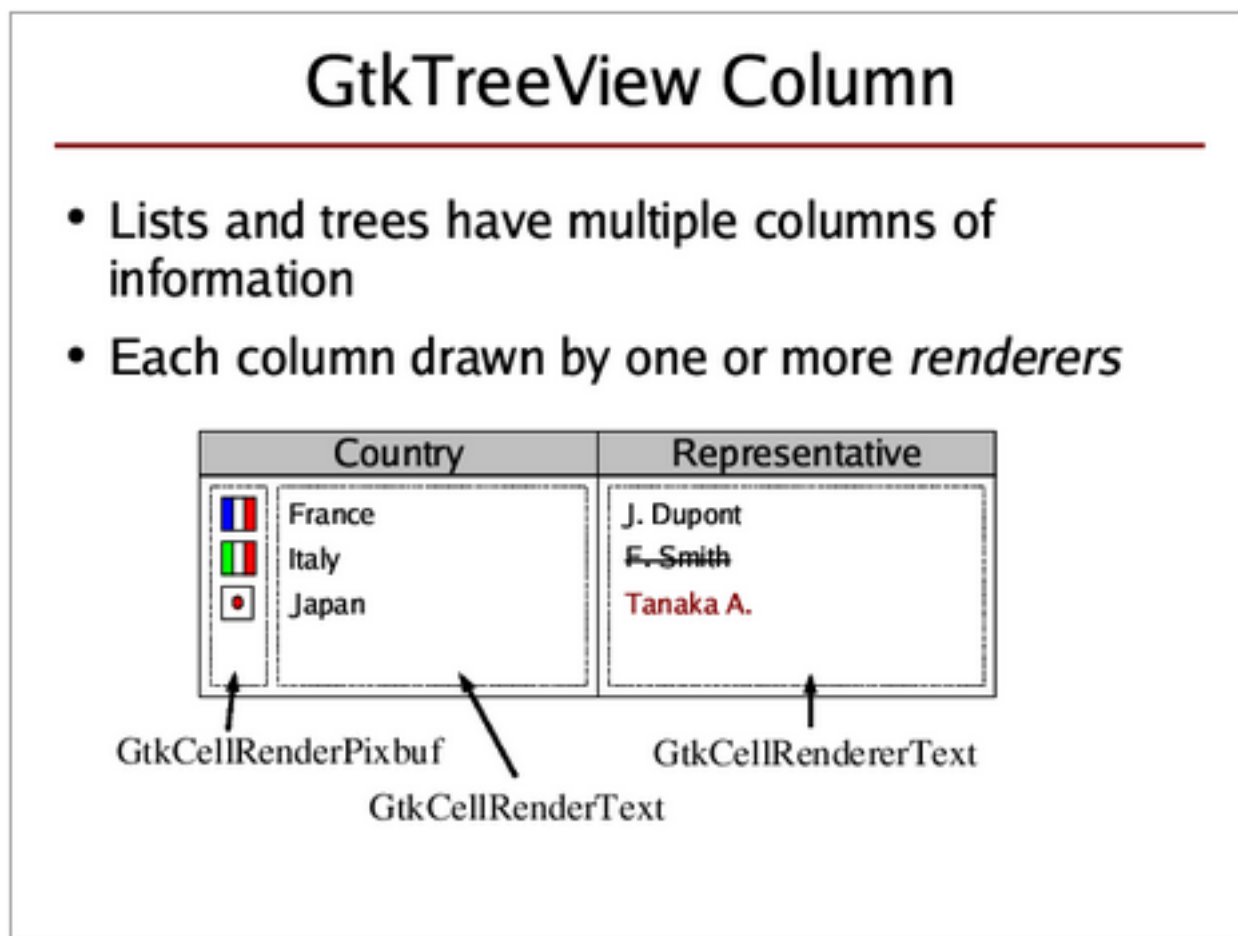 GtkTreeView Column
• Lists and trees have multiple columns of
information
• Each column drawn by one or more renderers
Country Representative
France J. Dupont
Italy F. Smith
Japan Tanaka A.
GtkCellRenderPixbuf GtkCellRendererText
GtkCellRenderText